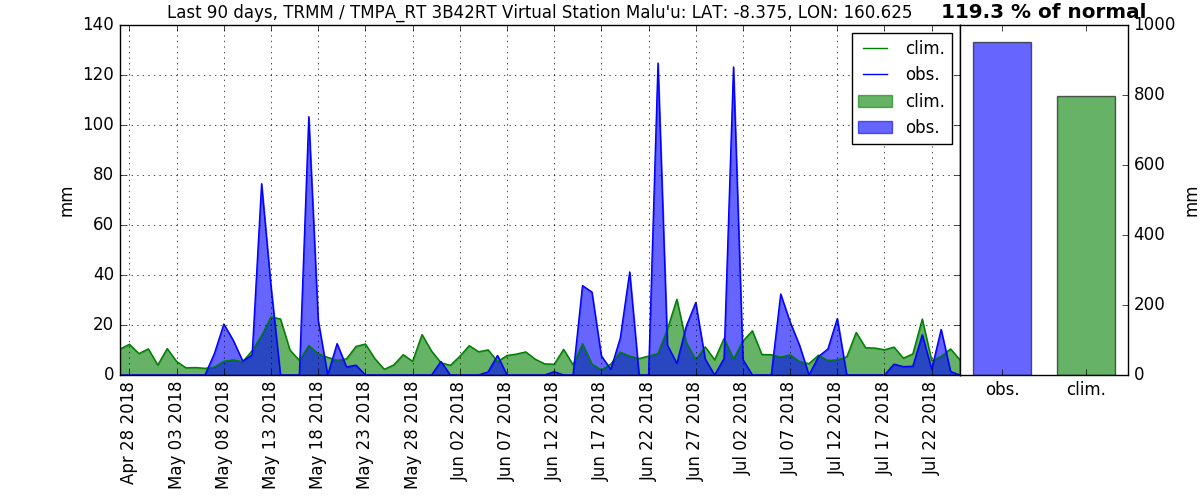 Last 90 days, TRMM / TMPA_RT 3B42RT Virtual Station Malu'u: LAT: -8.375, LON: 160.625
119.3 % of normal
140
120
100
80
60
40
20
0
mm
clim.
obs.
clim.
obs.
1000
800
600
400
200
0
mm
obs.
clim.
Apr 28 2018
May 03 2018
May 08 2018
May 13 2018
May 18 2018
May 23 2018
May 28 2018
Jun 02 2018
Jun 07 2018
Jun 12 2018
Jun 17 2018
Jun 22 2018
Jun 27 2018
Jul 02 2018
Jul 07 2018
Jul 12 2018
Jul 17 2018
Jul 22 2018